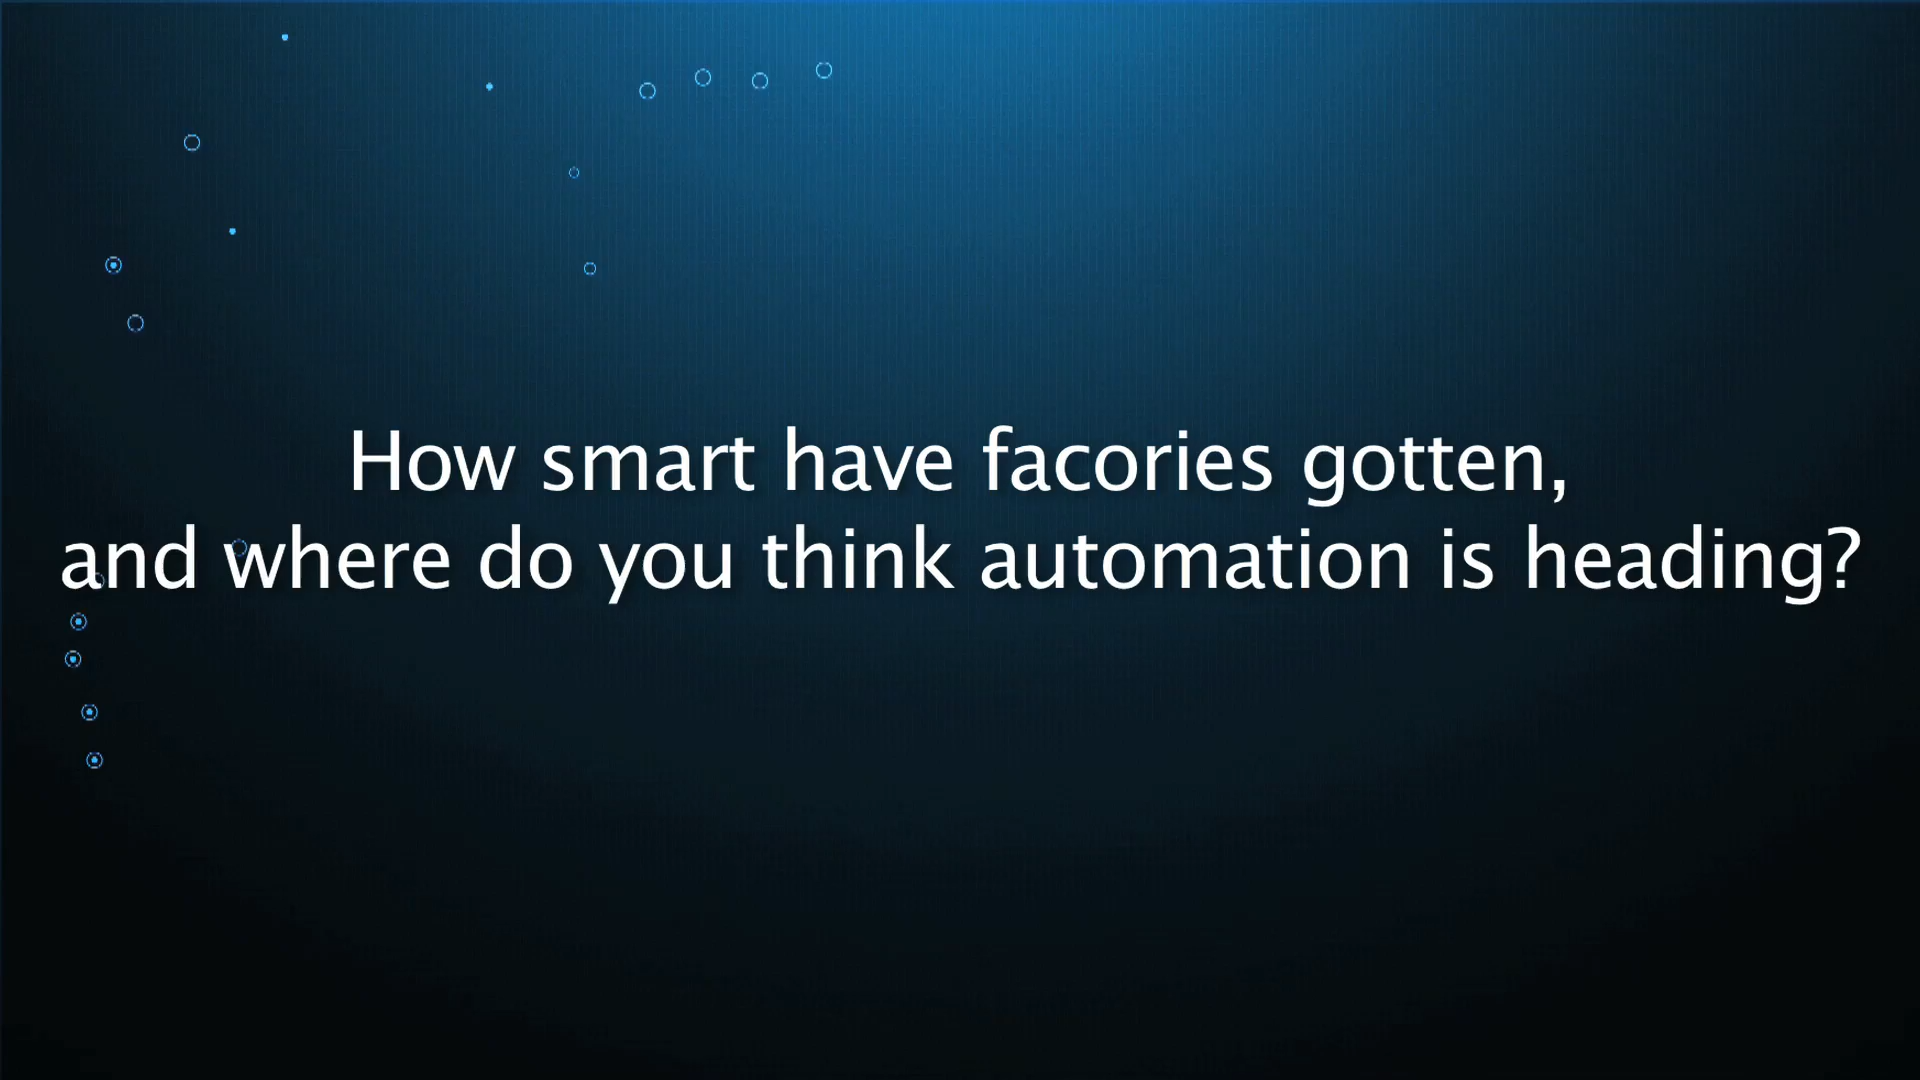 How smart have facories gotten,
and where do you think automation is heading?